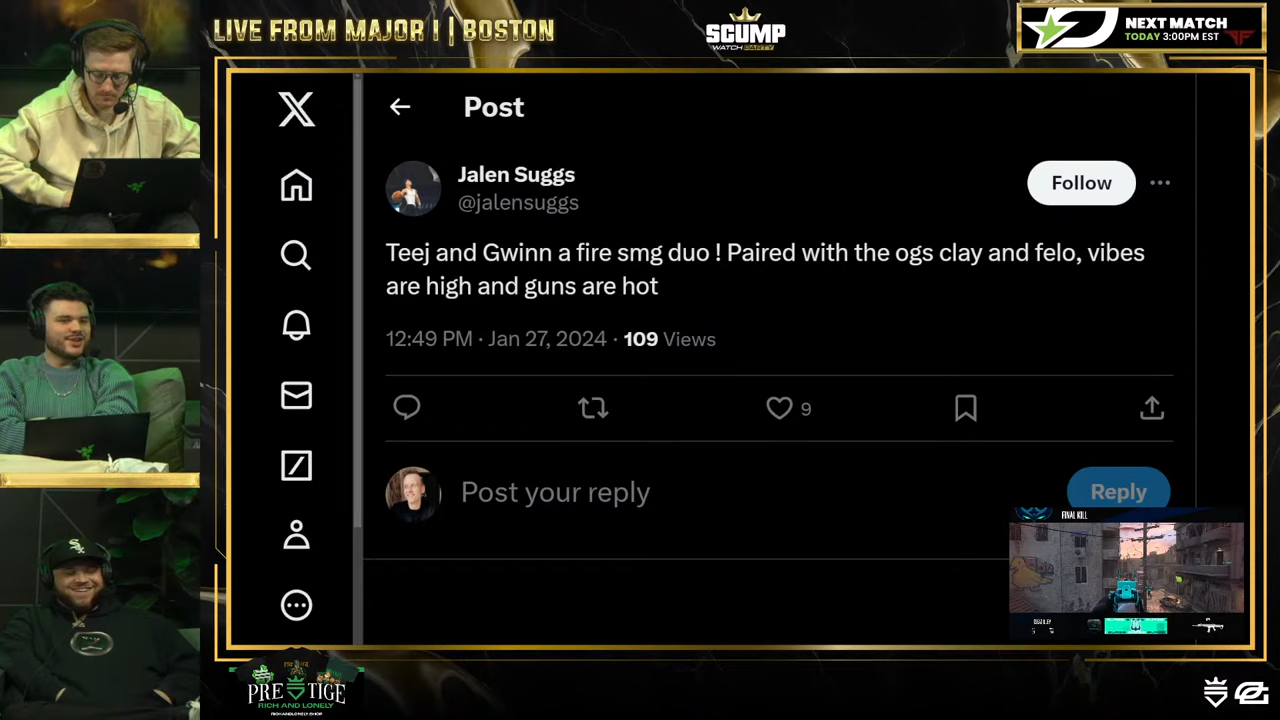 LIVE FROM MAJOR I | BOSTON
SCUMP
WATCH PARTY
NEXT MATCH
TODAY 3:00PM EST
X
Post
Jalen Suggs
@jalensuggs
Follow
Teej and Gwinn a fire smg duo ! Paired with the ogs clay and felo, vibes
are high and guns are hot
12:49 PM · Jan 27, 2024 · 109 Views
9
Post your reply
Reply
FINAL KILL
PRESTIGE
RICH AND LONELY
RICHANDLONELY.SHOP